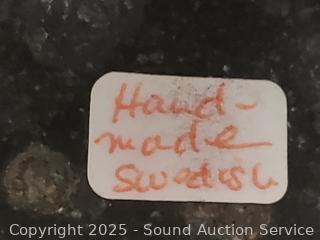 Hand-
made
Swedish
Copyright 2025 - Sound Auction Service